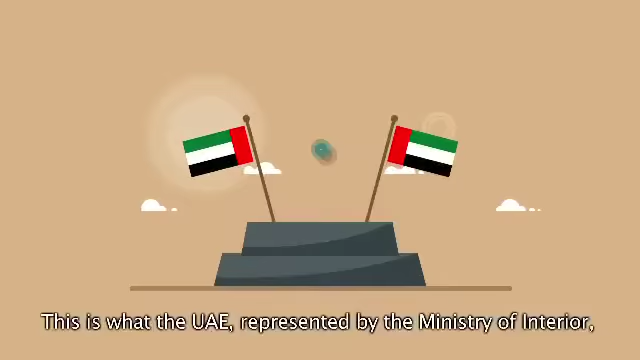 This is what the UAE, represented by the Ministry of Interior,